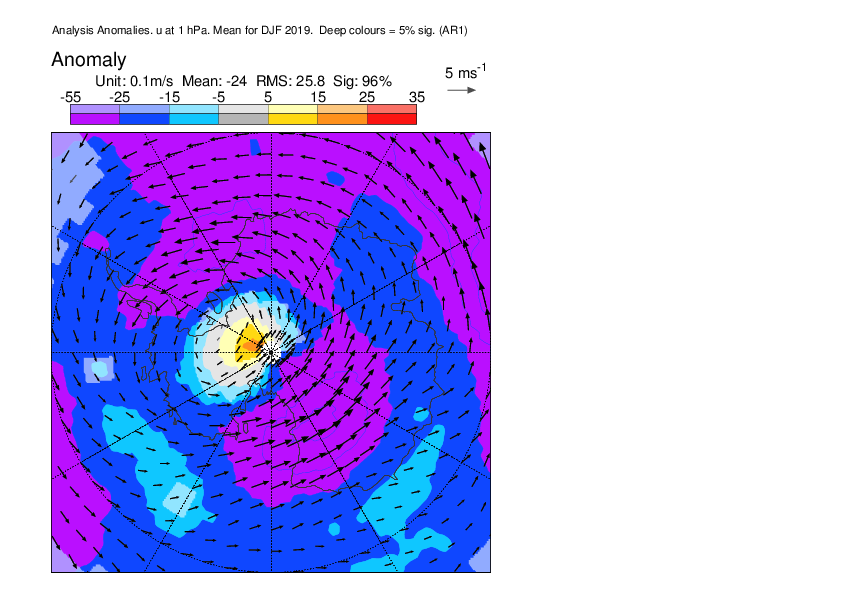 Analysis Anomalies. u at 1 hPa. Mean for DJF 2019. Deep colours = 5% sig. (AR1)
Anomaly
5 ms-1
Unit: 0.1m/s Mean: -24 RMS: 25.8 Sig: 96%
-55 -25 -15 -5 5 15 25 35